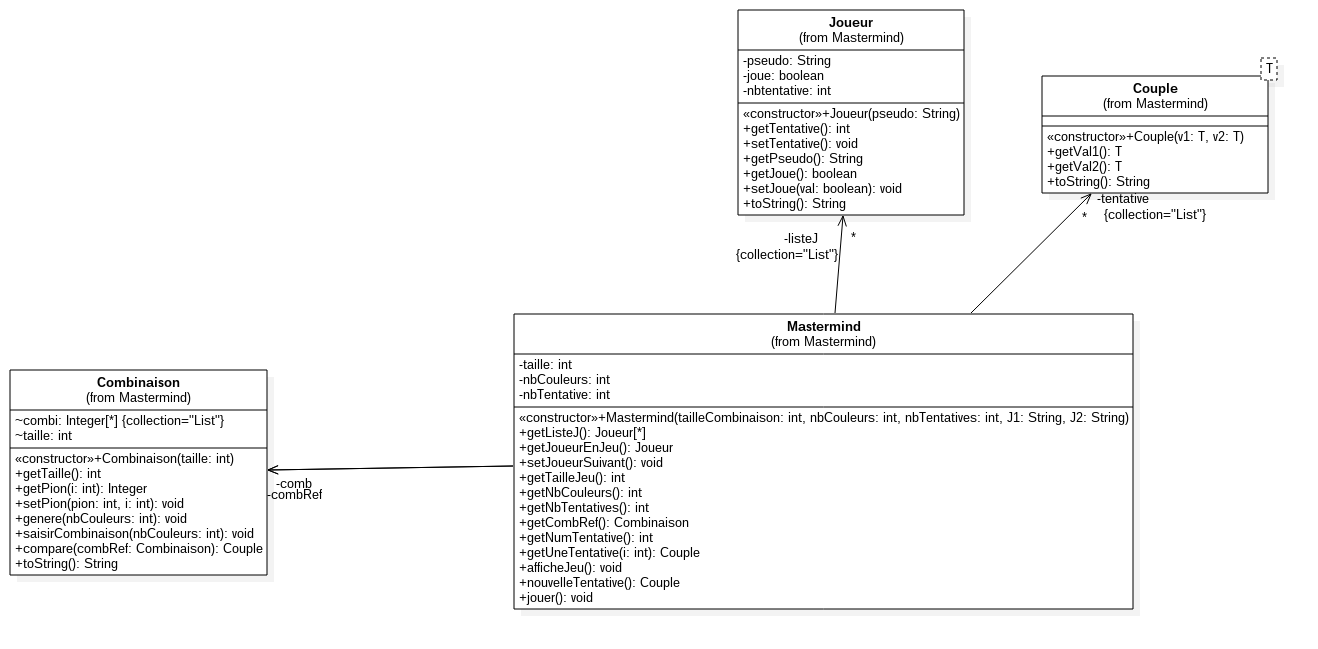 Joueur
(from Mastermind)
-pseudo: String
-joue: boolean
-nbtentative: int
«constructor»+Joueur(pseudo: String)
+getTentative(): int
+setTentative(): void
+getPseudo(): String
+getJoue(): boolean
+setJoue(val: boolean): void
+toString(): String
T
Couple
(from Mastermind)
«constructor»+Couple(v1: T, v2: T)
+getVal1(): T
+getVal2(): T
+toString(): String
-tentative
* {collection="List"}
-listeJ *
{collection="List"}
Mastermind
(from Mastermind)
-taille: int
-nbCouleurs: int
-nbTentative: int
«constructor»+Mastermind(tailleCombinaison: int, nbCouleurs: int, nbTentatives: int, J1: String, J2: String)
+getListeJ(): Joueur[*]
+getJoueurEnJeu(): Joueur
+setJoueurSuivant(): void
+getTailleJeu(): int
+getNbCouleurs(): int
+getNbTentatives(): int
+getCombRef(): Combinaison
+getNumTentative(): int
+getUneTentative(i: int): Couple
+afficheJeu(): void
+nouvelleTentative(): Couple
+jouer(): void
Combinaison
(from Mastermind)
~combi: Integer[*] {collection="List"}
~taille: int
«constructor»+Combinaison(taille: int)
+getTaille(): int
+getPion(i: int): Integer
+setPion(pion: int, i: int): void
+genere(nbCouleurs: int): void
+saisirCombinaison(nbCouleurs: int): void
+compare(combRef: Combinaison): Couple
+toString(): String
-comb
-combRef